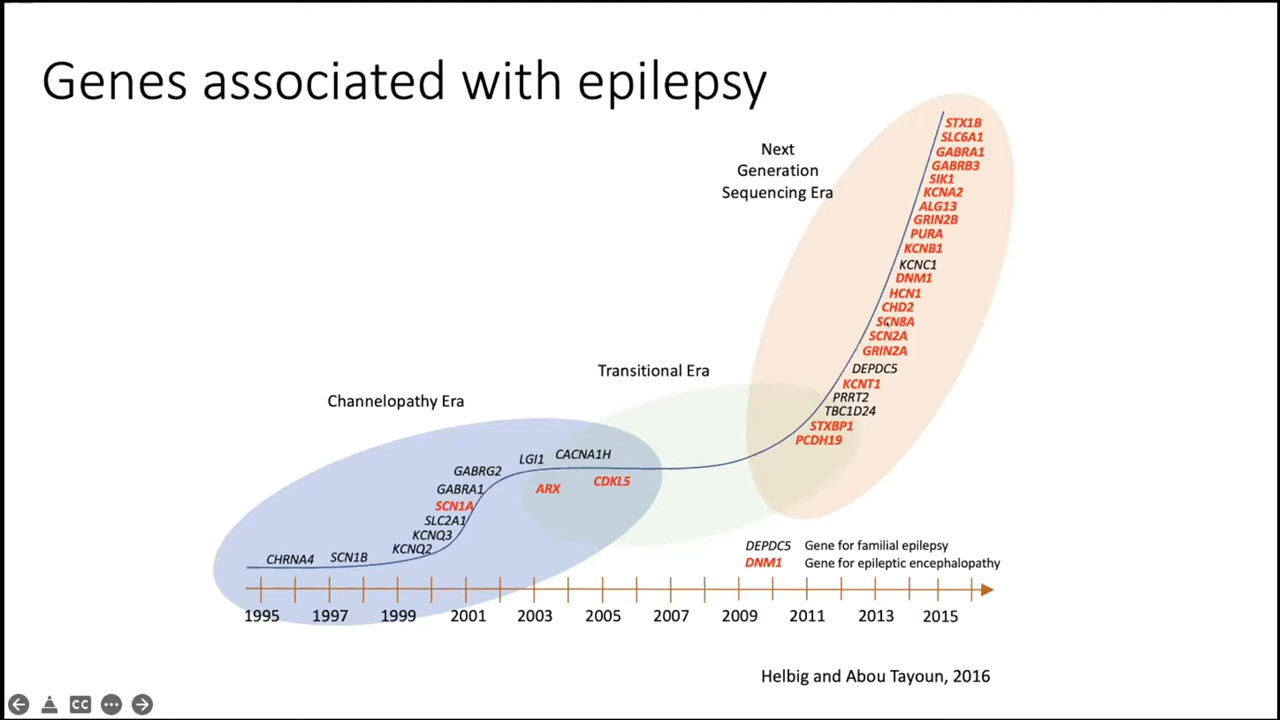 Genes associated with epilepsy
Next
Generation
Sequencing Era
STX1B
SLC6A1
GABRA1
GABRB3
SIK1
KCNA2
ALG13
GRIN2B
PURA
KCNB1
KCNC1
DNM1
HCN1
CHD2
SCN8A
SCN2A
GRIN2A
DEPDC5
KCNT1
PRRT2
TBC1D24
STXBP1
PCDH19
Transitional Era
Channelopathy Era
LGI1
CACNA1H
GABRG2
GABRA1
ARX
CDKL5
SCN1A
SLC2A1
KCNQ3
KCNQ2
CHRNA4
SCN1B
DEPDC5 Gene for familial epilepsy
DNM1 Gene for epileptic encephalopathy
1995 1997 1999 2001 2003 2005 2007 2009 2011 2013 2015
Helbig and Abou Tayoun, 2016
CC